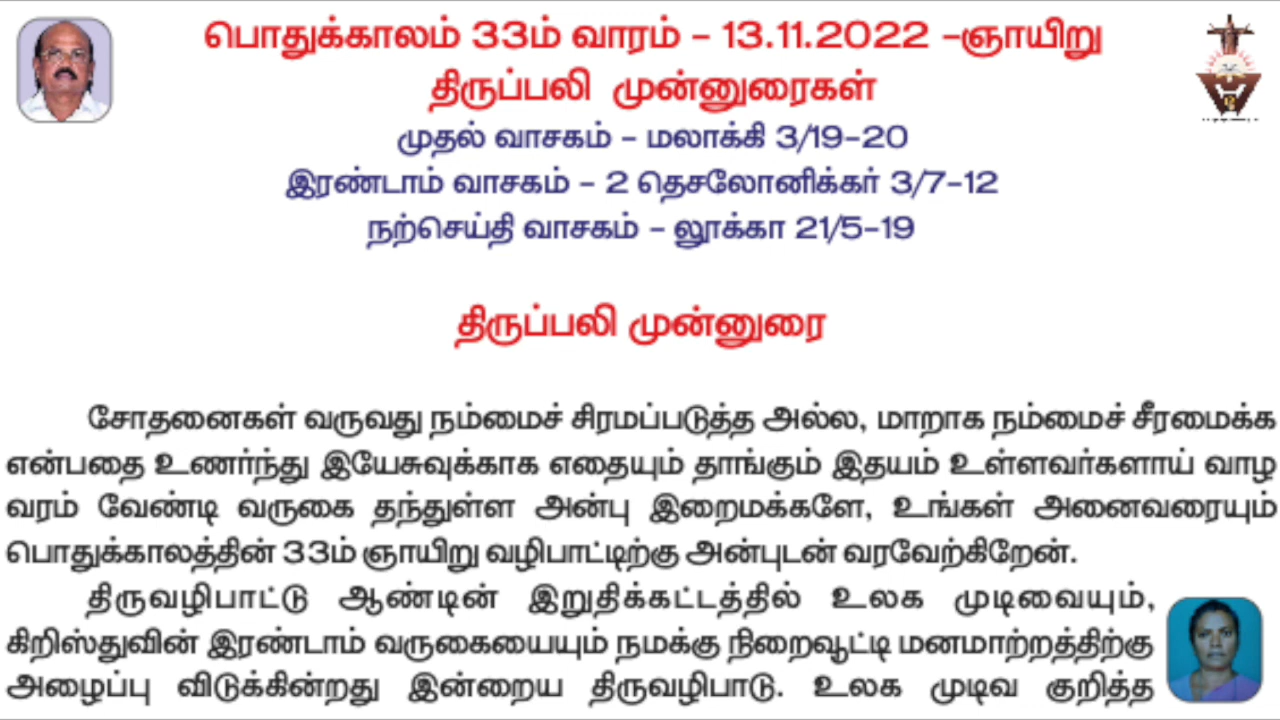 பொதுக்காலம் 33ம் வாரம் - 13.11.2022 -ஞாயிறு
திருப்பலி முன்னுரைகள்
முதல் வாசகம் - மலாக்கி 3/19-20
இரண்டாம் வாசகம் - 2 தெசலோனிக்கர் 3/7-12
நற்செய்தி வாசகம் - லூக்கா 21/5-19
திருப்பலி முன்னுரை
சோதனைகள் வருவது நம்மைச் சிரமப்படுத்த அல்ல, மாறாக நம்மைச் சீரமைக்க
என்பதை உணர்ந்து இயேசுவுக்காக எதையும் தாங்கும் இதயம் உள்ளவர்களாய் வாழ
வரம் வேண்டி வருகை தந்துள்ள அன்பு இறைமக்களே, உங்கள் அனைவரையும்
பொதுக்காலத்தின் 33ம் ஞாயிறு வழிபாட்டிற்கு அன்புடன் வரவேற்கிறேன்.
திருவழிபாட்டு ஆண்டின் இறுதிக்கட்டத்தில் உலக முடிவையும்,
கிறிஸ்துவின் இரண்டாம் வருகையையும் நமக்கு நிறைவூட்டி மனமாற்றத்திற்கு
அழைப்பு விடுக்கின்றது இன்றைய திருவழிபாடு. உலக முடிவ குறித்த